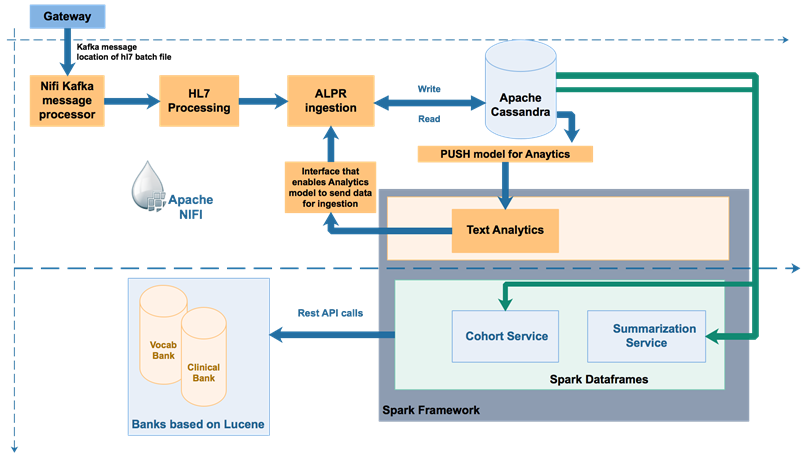 Gateway
Kafka message
location of hl7 batch file
Nifi Kafka
message
processor
HL7
Processing
ALPR
ingestion
Write
Read
Apache
Cassandra
PUSH model for Anaytics
Interface that
enables Analytics
model to send data
for ingestion
Apache
NIFI
Text Analytics
Rest API calls
Vocab
Bank
Clinical
Bank
Banks based on Lucene
Cohort Service
Summarization
Service
Spark Dataframes
Spark Framework